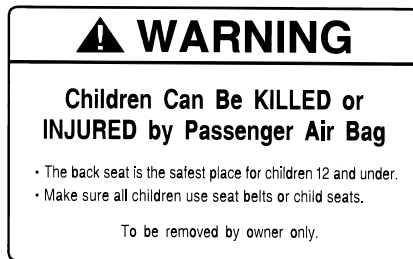 WARNING
Children Can Be KILLED or
INJURED by Passenger Air Bag
• The back seat is the safest place for children 12 and under.
• Make sure all children use seat belts or child seats.
To be removed by owner only.